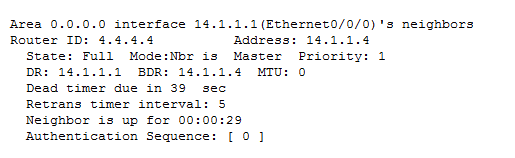 Area 0.0.0.0 interface 14.1.1.1(Ethernet0/0/0)'s neighbors
Router ID: 4.4.4.4          Address: 14.1.1.4
  State: Full  Mode:Nbr is  Master  Priority: 1
  DR: 14.1.1.1  BDR: 14.1.1.4  MTU: 0
  Dead timer due in 39  sec
  Retrans timer interval: 5
  Neighbor is up for 00:00:29
  Authentication Sequence: [ 0 ]